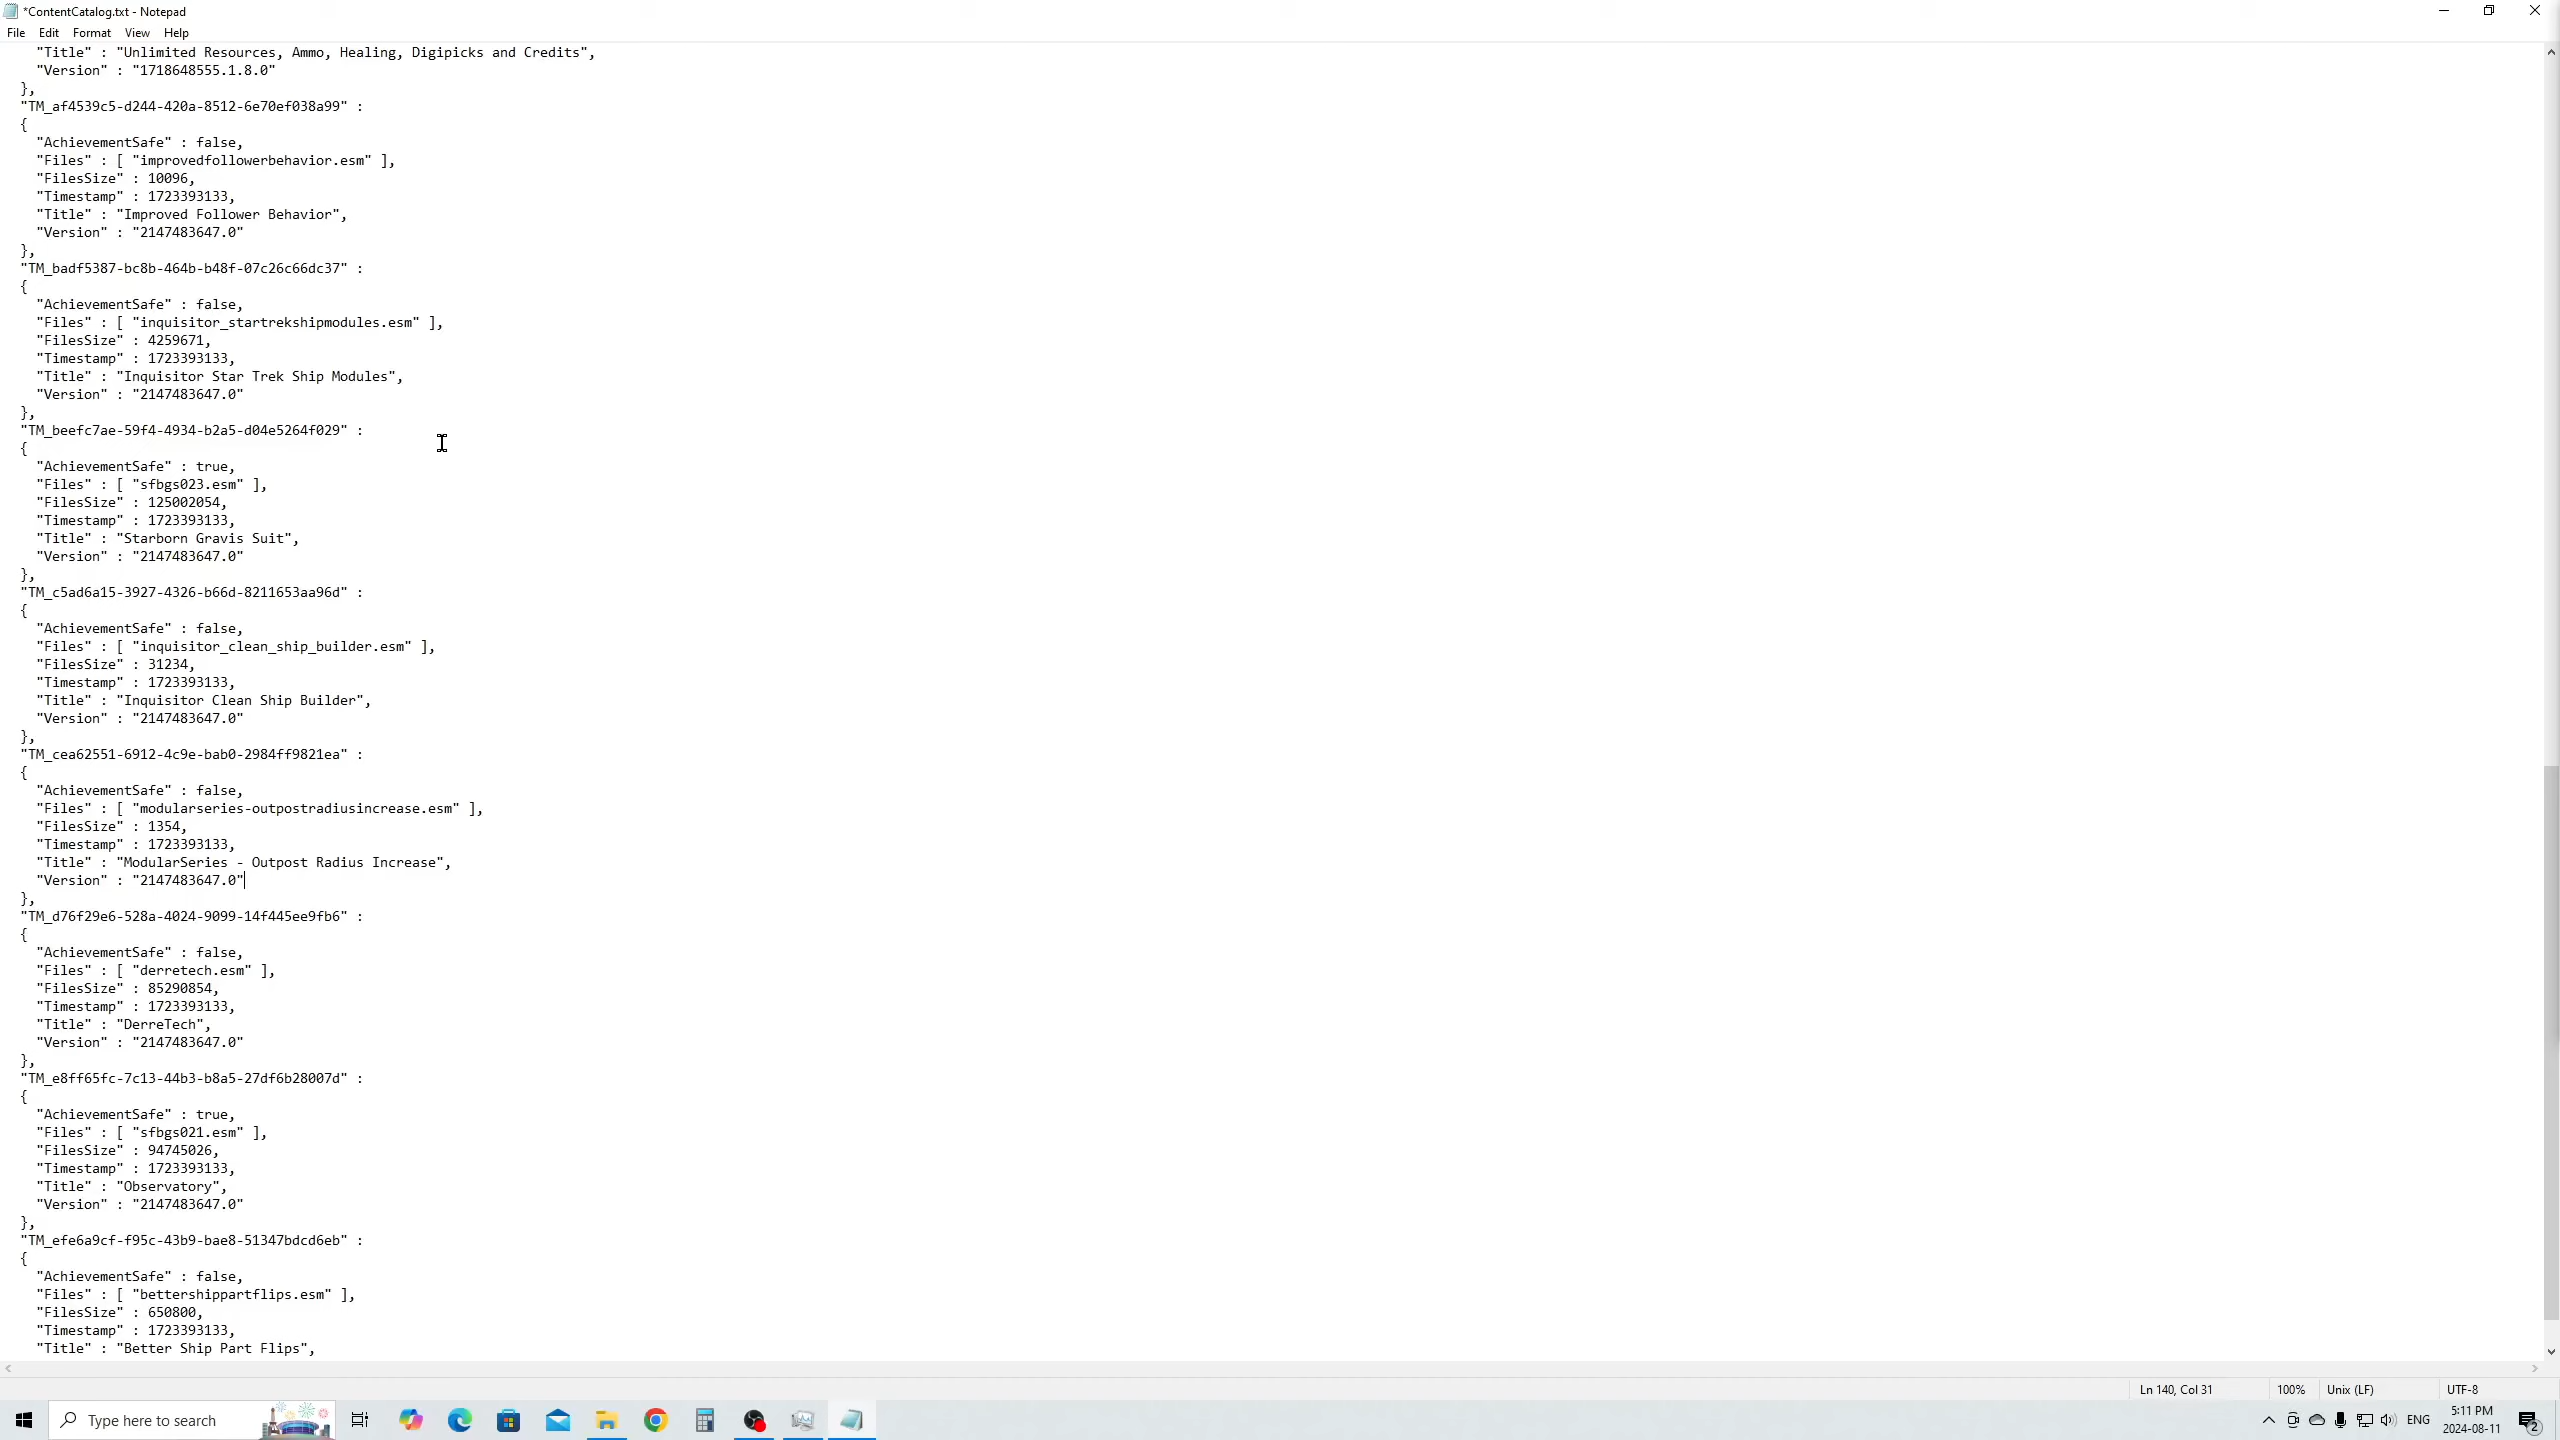 *ContentCatalog.txt - Notepad
File Edit Format View Help
"Title" : "Unlimited Resources, Ammo, Healing, Digipicks and Credits",
"Version" : "1718648555.1.8.0"
},
"TM_af4539c5-d244-420a-8512-6e70ef038a99" :
{
"AchievementSafe" : false,
"Files" : [ "improvedfollowerbehavior.esm" ],
"FilesSize" : 10096,
"Timestamp" : 1723393133,
"Title" : "Improved Follower Behavior",
"Version" : "2147483647.0"
},
"TM_badf5387-bc8b-464b-b48f-07c26c66dc37" :
{
"AchievementSafe" : false,
"Files" : [ "inquisitor_startrekshipmodules.esm" ],
"FilesSize" : 4259671,
"Timestamp" : 1723393133,
"Title" : "Inquisitor Star Trek Ship Modules",
"Version" : "2147483647.0"
},
"TM_beefc7ae-59f4-4934-b2a5-d04e5264f029" :
{
"AchievementSafe" : true,
"Files" : [ "sfbgs023.esm" ],
"FilesSize" : 125002054,
"Timestamp" : 1723393133,
"Title" : "Starborn Gravis Suit",
"Version" : "2147483647.0"
},
"TM_c5ad6a15-3927-4326-b66d-8211653aa96d" :
{
"AchievementSafe" : false,
"Files" : [ "inquisitor_clean_ship_builder.esm" ],
"FilesSize" : 31234,
"Timestamp" : 1723393133,
"Title" : "Inquisitor Clean Ship Builder",
"Version" : "2147483647.0"
},
"TM_cea62551-6912-4c9e-bab0-2984ff9821ea" :
{
"AchievementSafe" : false,
"Files" : [ "modularseries-outpostradiusincrease.esm" ],
"FilesSize" : 1354,
"Timestamp" : 1723393133,
"Title" : "ModularSeries - Outpost Radius Increase",
"Version" : "2147483647.0"
},
"TM_d76f29e6-528a-4024-9099-14f445ee9fb6" :
{
"AchievementSafe" : false,
"Files" : [ "derretech.esm" ],
"FilesSize" : 85290854,
"Timestamp" : 1723393133,
"Title" : "DerreTech",
"Version" : "2147483647.0"
},
"TM_e8ff65fc-7c13-44b3-b8a5-27df6b28007d" :
{
"AchievementSafe" : true,
"Files" : [ "sfbgs021.esm" ],
"FilesSize" : 94745026,
"Timestamp" : 1723393133,
"Title" : "Observatory",
"Version" : "2147483647.0"
},
"TM_efe6a9cf-f95c-43b9-bae8-51347bdcd6eb" :
{
"AchievementSafe" : false,
"Files" : [ "bettershippartflips.esm" ],
"FilesSize" : 650800,
"Timestamp" : 1723393133,
"Title" : "Better Ship Part Flips",
Ln 140, Col 31 100% Unix (LF) UTF-8
Type here to search
ENG
5:11 PM
2024-08-11
2